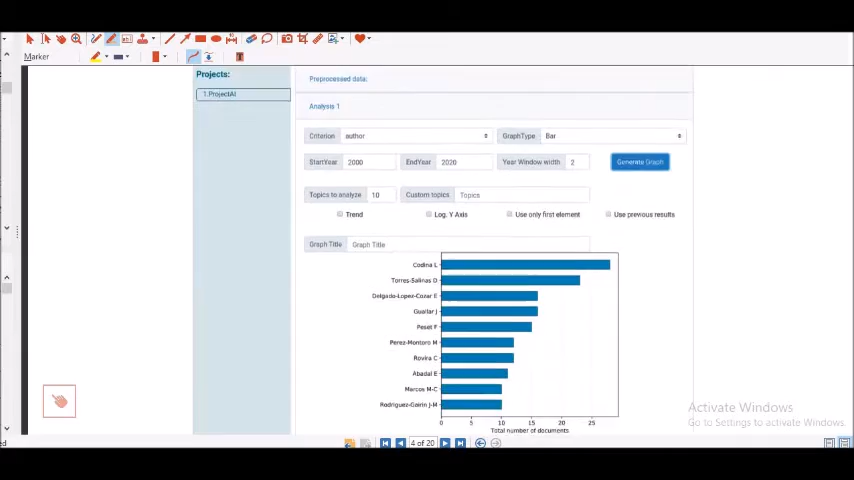 Marker
T
Projects:
1.ProjectAI
Preprocessed data:
Analysis 1
Criterion author GraphType Bar
StartYear 2000 EndYear 2020 Year Window width 2 Generate Graph
Topics to analyze 10 Custom topics Topics
Trend Log. Y Axis Use only first element Use previous results
Graph Title Graph Title
Codina L
Torres-Salinas D
Delgado-Lopez-Cozar E
Guallar J
Peset F
Perez-Montoro M
Rovira C
Abadal E
Marcos M-C
Rodriguez-Gairin J-M
0 5 10 15 20 25
Total number of documents
Activate Windows
Go to Settings to activate Windows.
4 of 20